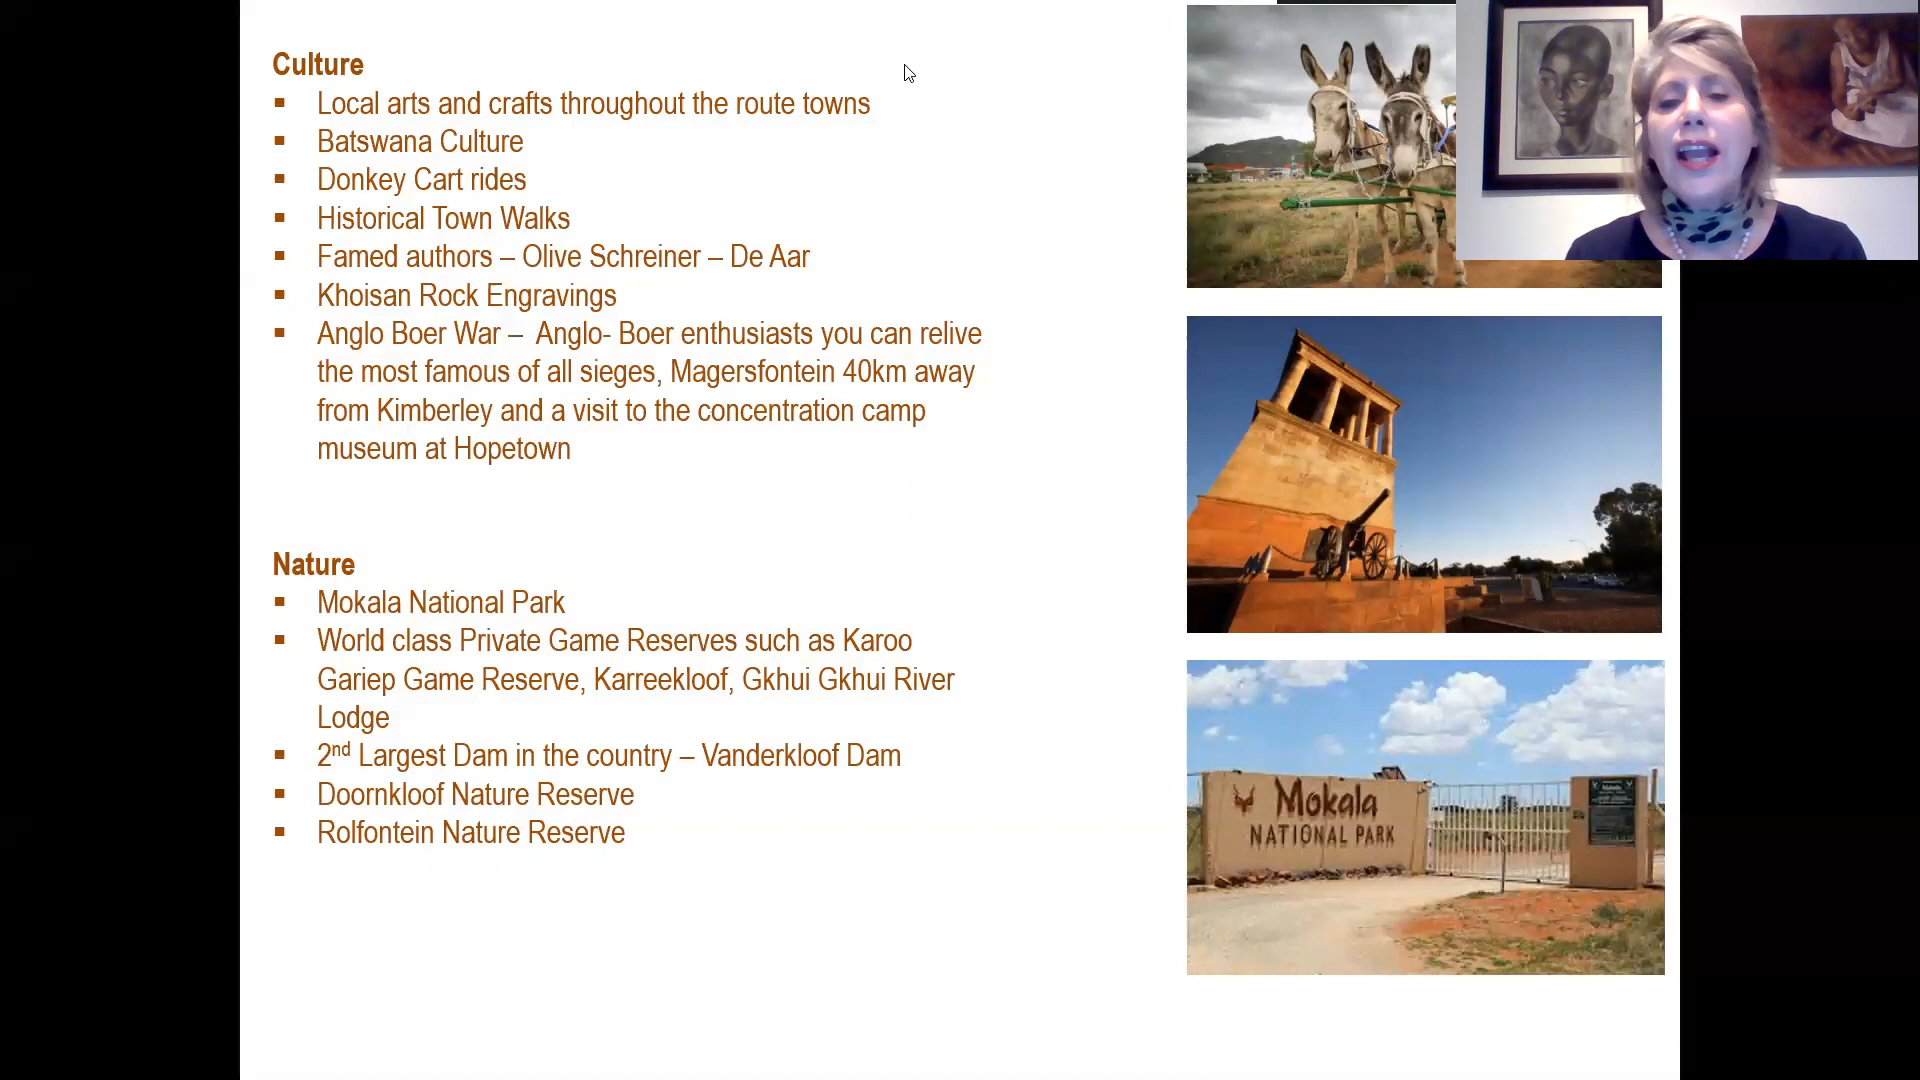 Culture
▪ Local arts and crafts throughout the route towns
▪ Batswana Culture
▪ Donkey Cart rides
▪ Historical Town Walks
▪ Famed authors – Olive Schreiner – De Aar
▪ Khoisan Rock Engravings
▪ Anglo Boer War – Anglo- Boer enthusiasts you can relive
the most famous of all sieges, Magersfontein 40km away
from Kimberley and a visit to the concentration camp
museum at Hopetown
Nature
▪ Mokala National Park
▪ World class Private Game Reserves such as Karoo
Gariep Game Reserve, Karreekloof, Gkhui Gkhui River
Lodge
▪ 2nd Largest Dam in the country – Vanderkloof Dam
▪ Doornkloof Nature Reserve
▪ Rolfontein Nature Reserve
Mokala
NATIONAL PARK